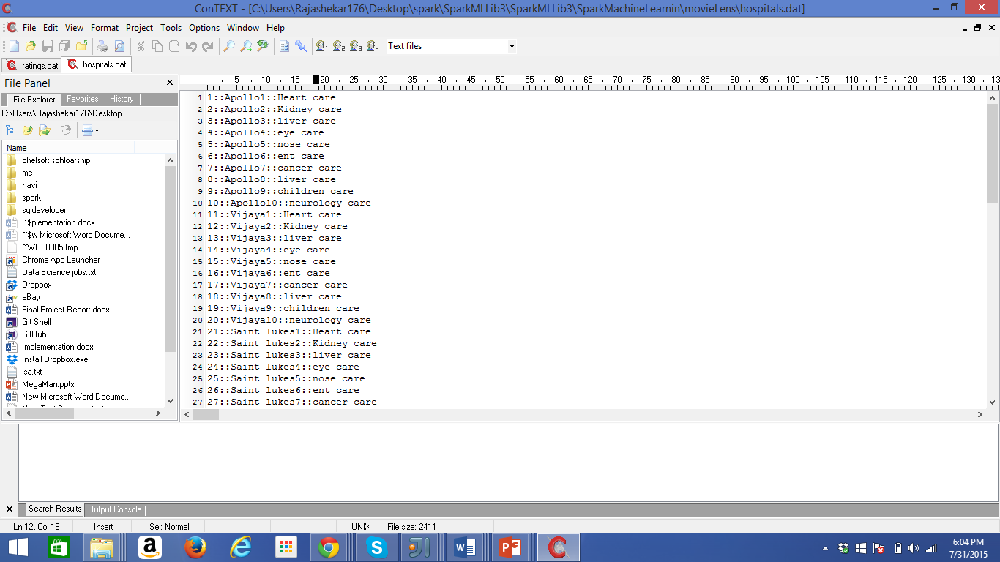 ConTEXT - [C:\Users\Rajashekar176\Desktop\spark\SparkMLLib3\SparkMLLib3\SparkMachineLearnin\movieLens\hospitals.dat]
File Edit View Format Project Tools Options Window Help
1 2 3 4 Text files
ratings.dat hospitals.dat
File Panel
File Explorer Favorites History
C:\Users\Rajashekar176\Desktop
Name
chelsoft schloarship
me
navi
spark
sqldeveloper
~$plementation.docx
~$w Microsoft Word Docume...
~WRL0005.tmp
Chrome App Launcher
Data Science jobs.txt
Dropbox
eBay
Final Project Report.docx
Git Shell
GitHub
Implementation.docx
Install Dropbox.exe
isa.txt
MegaMan.pptx
New Microsoft Word Docume...
5 10 15 20 25 30 35 40 45 50 55 60 65 70 75 80 85 90 95 100 105 110 115 120 125 130 13
1 1::Apollo1::Heart care
2 2::Apollo2::Kidney care
3 3::Apollo3::liver care
4 4::Apollo4::eye care
5 5::Apollo5::nose care
6 6::Apollo6::ent care
7 7::Apollo7::cancer care
8 8::Apollo8::liver care
9 9::Apollo9::children care
10 10::Apollo10::neurology care
11 11::Vijaya1::Heart care
12 12::Vijaya2::Kidney care
13 13::Vijaya3::liver care
14 14::Vijaya4::eye care
15 15::Vijaya5::nose care
16 16::Vijaya6::ent care
17 17::Vijaya7::cancer care
18 18::Vijaya8::liver care
19 19::Vijaya9::children care
20 20::Vijaya10::neurology care
21 21::Saint lukes1::Heart care
22 22::Saint lukes2::Kidney care
23 23::Saint lukes3::liver care
24 24::Saint lukes4::eye care
25 25::Saint lukes5::nose care
26 26::Saint lukes6::ent care
27 27::Saint lukes7::cancer care
Search Results Output Console
Ln 12, Col 19 Insert Sel: Normal UNIX File size: 2411
6:04 PM
7/31/2015